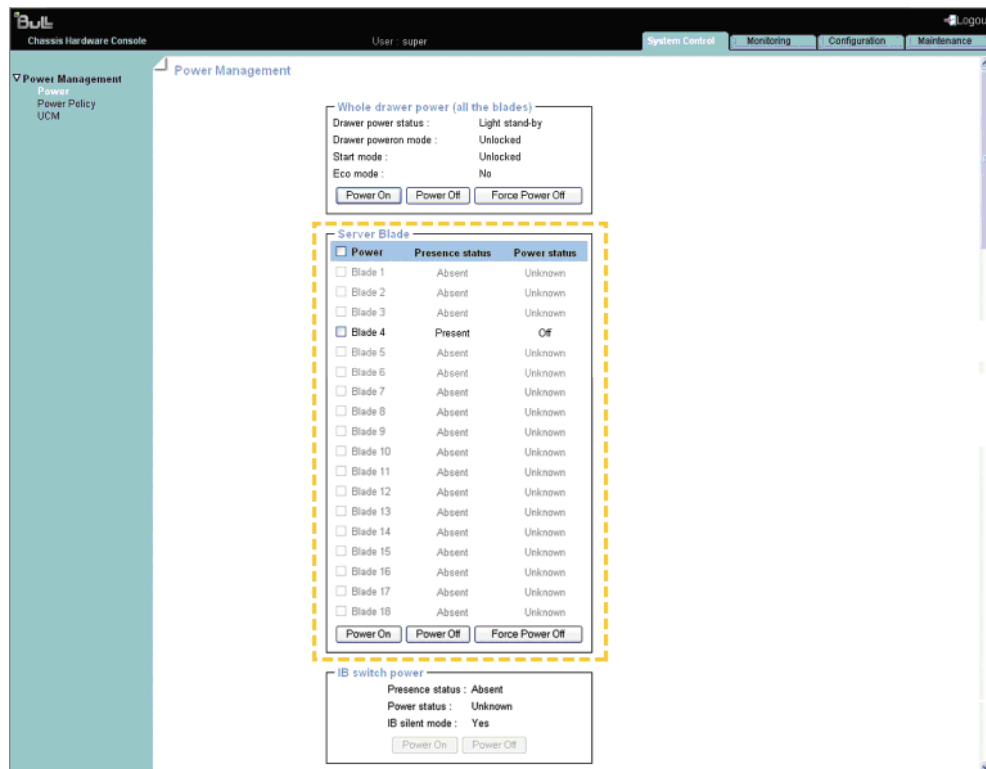 Bull
Logou
Chassis Hardware Console
User : super
System Control
Monitoring
Configuration
Maintenance
Power Management
Power
Power Policy
UCM
Power Management
Whole drawer power (all the blades)
Drawer power status : Light stand-by
Drawer poweron mode : Unlocked
Start mode : Unlocked
Eco mode : No
Power On Power Off Force Power Off
Server Blade
Power Presence status Power status
Blade 1 Absent Unknown
Blade 2 Absent Unknown
Blade 3 Absent Unknown
Blade 4 Present Off
Blade 5 Absent Unknown
Blade 6 Absent Unknown
Blade 7 Absent Unknown
Blade 8 Absent Unknown
Blade 9 Absent Unknown
Blade 10 Absent Unknown
Blade 11 Absent Unknown
Blade 12 Absent Unknown
Blade 13 Absent Unknown
Blade 14 Absent Unknown
Blade 15 Absent Unknown
Blade 16 Absent Unknown
Blade 17 Absent Unknown
Blade 18 Absent Unknown
Power On Power Off Force Power Off
IB switch power
Presence status : Absent
Power status : Unknown
IB silent mode : Yes
Power On Power Off